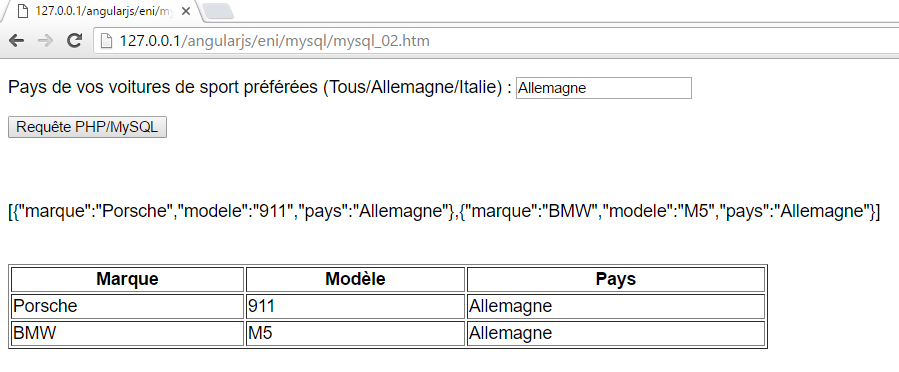 127.0.0.1/angularjs/eni/my
127.0.0.1/angularjs/eni/mysql/mysql_02.htm
Pays de vos voitures de sport préférées (Tous/Allemagne/Italie) : Allemagne
Requête PHP/MySQL
[{"marque":"Porsche","modele":"911","pays":"Allemagne"},{"marque":"BMW","modele":"M5","pays":"Allemagne"}]
Marque Modèle Pays
Porsche 911 Allemagne
BMW M5 Allemagne